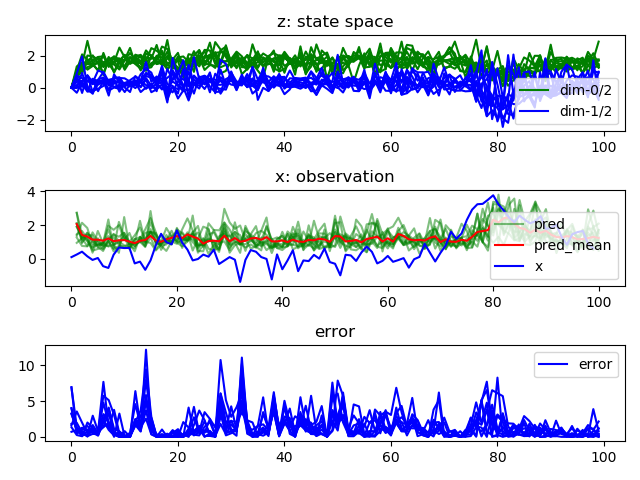 z: state space
2
0
−2
dim-0/2
dim-1/2
0 20 40 60 80 100
x: observation
4
2
0
pred
pred_mean
x
0 20 40 60 80 100
error
10
5
0
error
0 20 40 60 80 100